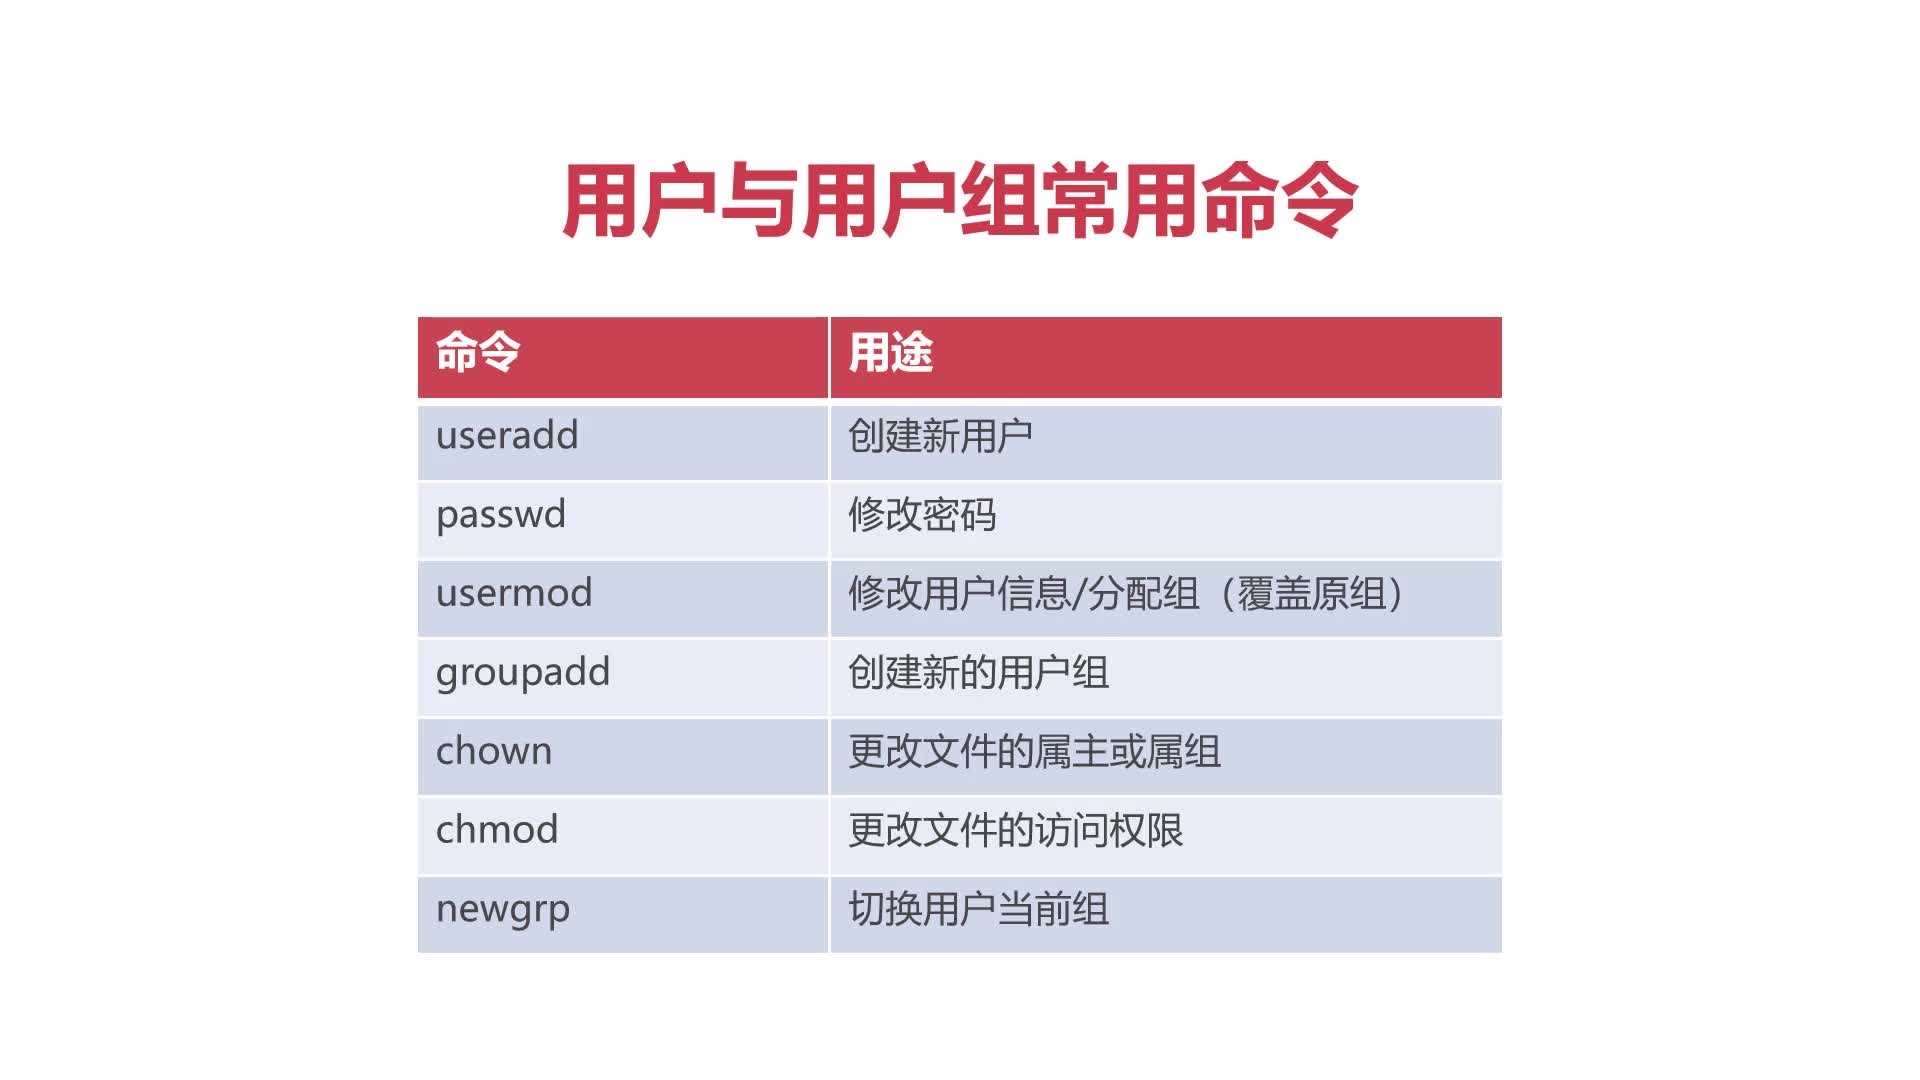 用户与用户组常用命令
命令 用途
useradd 创建新用户
passwd 修改密码
usermod 修改用户信息/分配组（覆盖原组）
groupadd 创建新的用户组
chown 更改文件的属主或属组
chmod 更改文件的访问权限
newgrp 切换用户当前组